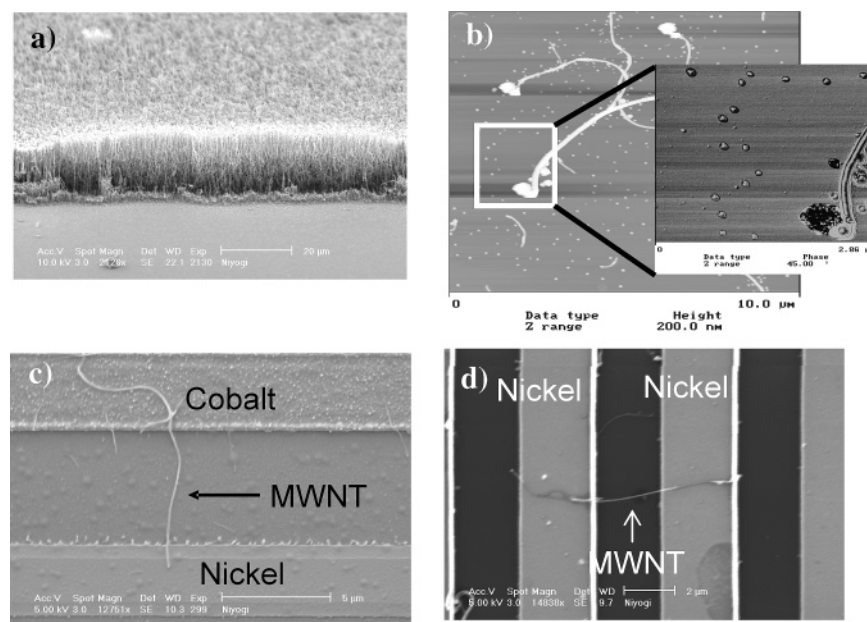 a)
Acc.V Spot Magn Det WD Exp
10.0 kV 3.0 SE 22.1 2130 Niyogi
20 µm
b)
0
2.86
Data type Phase
Z range 45.00 °
0 10.0 µm
Data type Height
Z range 200.0 nm
c)
Cobalt
MWNT
Nickel
Acc.V Spot Magn Det WD Exp
5.00 kV 3.0 12751x SE 10.3 299 Niyogi
5 µm
d)
Nickel Nickel
MWNT
Acc.V Spot Magn Det WD
5.00 kV 3.0 14838x SE 9.7 Niyogi
2 µm